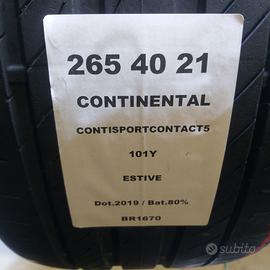 265 40 21
CONTINENTAL
CONTISPORTCONTACT5
101Y
ESTIVE
Dot.2019 / Bat.80%
BR1670
subito